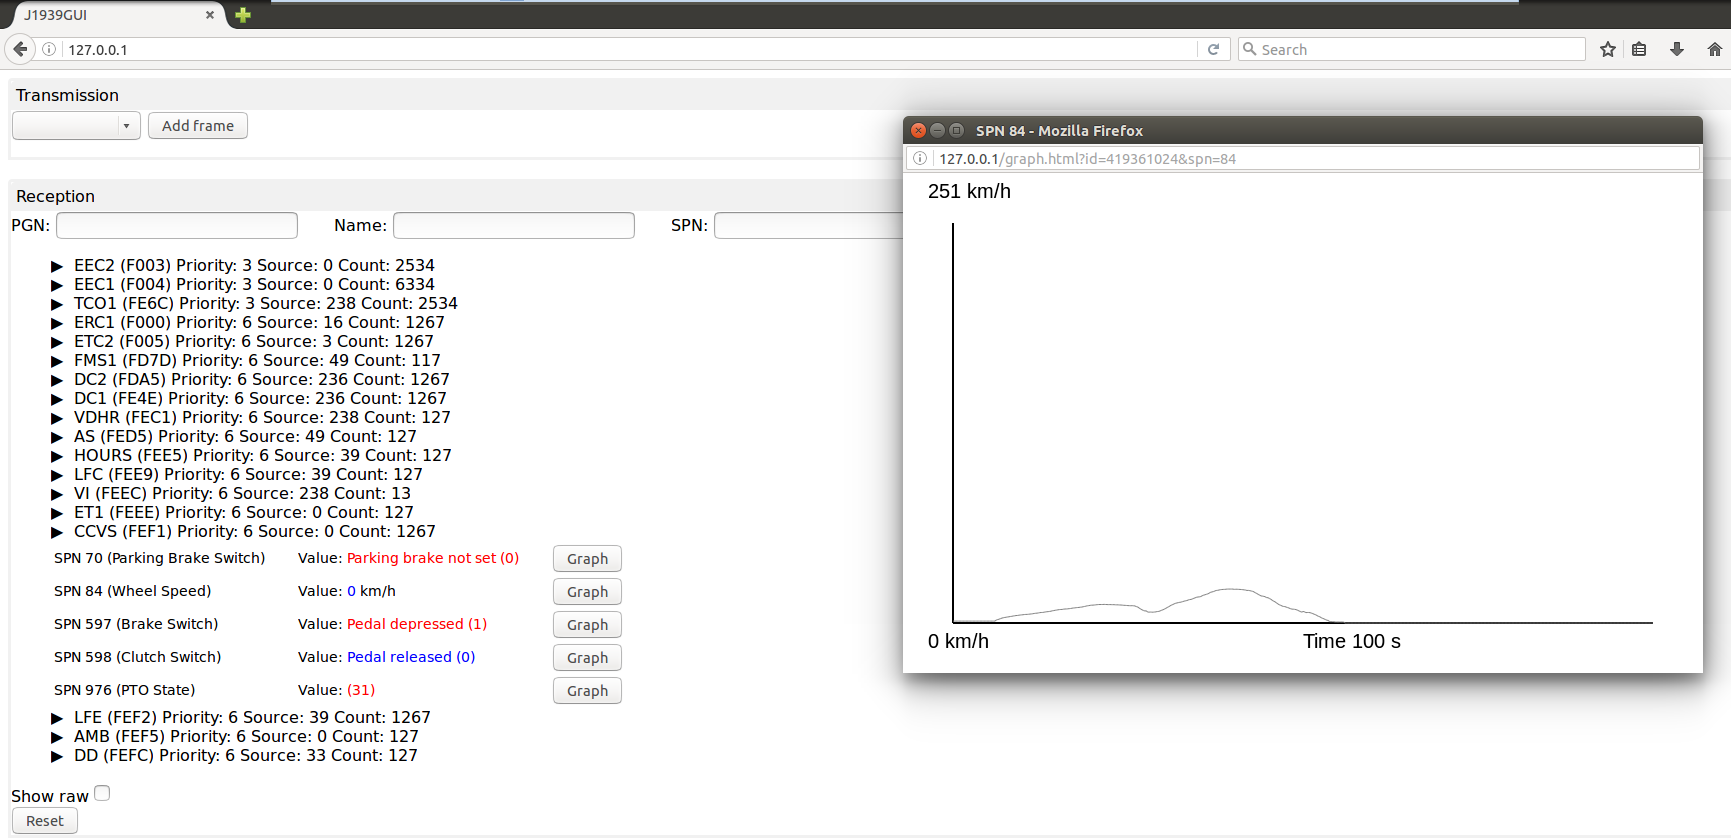 J1939GUI
127.0.0.1
Search
Transmission
Add frame
Reception
PGN: Name: SPN:
▶ EEC2 (F003) Priority: 3 Source: 0 Count: 2534
▶ EEC1 (F004) Priority: 3 Source: 0 Count: 6334
▶ TCO1 (FE6C) Priority: 3 Source: 238 Count: 2534
▶ ERC1 (F000) Priority: 6 Source: 16 Count: 1267
▶ ETC2 (F005) Priority: 6 Source: 3 Count: 1267
▶ FMS1 (FD7D) Priority: 6 Source: 49 Count: 117
▶ DC2 (FDA5) Priority: 6 Source: 236 Count: 1267
▶ DC1 (FE4E) Priority: 6 Source: 236 Count: 1267
▶ VDHR (FEC1) Priority: 6 Source: 238 Count: 127
▶ AS (FED5) Priority: 6 Source: 49 Count: 127
▶ HOURS (FEE5) Priority: 6 Source: 39 Count: 127
▶ LFC (FEE9) Priority: 6 Source: 39 Count: 127
▶ VI (FEEC) Priority: 6 Source: 238 Count: 13
▶ ET1 (FEEE) Priority: 6 Source: 0 Count: 127
▶ CCVS (FEF1) Priority: 6 Source: 0 Count: 1267
SPN 70 (Parking Brake Switch) Value: Parking brake not set (0) Graph
SPN 84 (Wheel Speed) Value: 0 km/h Graph
SPN 597 (Brake Switch) Value: Pedal depressed (1) Graph
SPN 598 (Clutch Switch) Value: Pedal released (0) Graph
SPN 976 (PTO State) Value: (31) Graph
▶ LFE (FEF2) Priority: 6 Source: 39 Count: 1267
▶ AMB (FEF5) Priority: 6 Source: 0 Count: 127
▶ DD (FEFC) Priority: 6 Source: 33 Count: 127
Show raw
Reset
SPN 84 - Mozilla Firefox
127.0.0.1/graph.html?id=419361024&spn=84
251 km/h
0 km/h Time 100 s